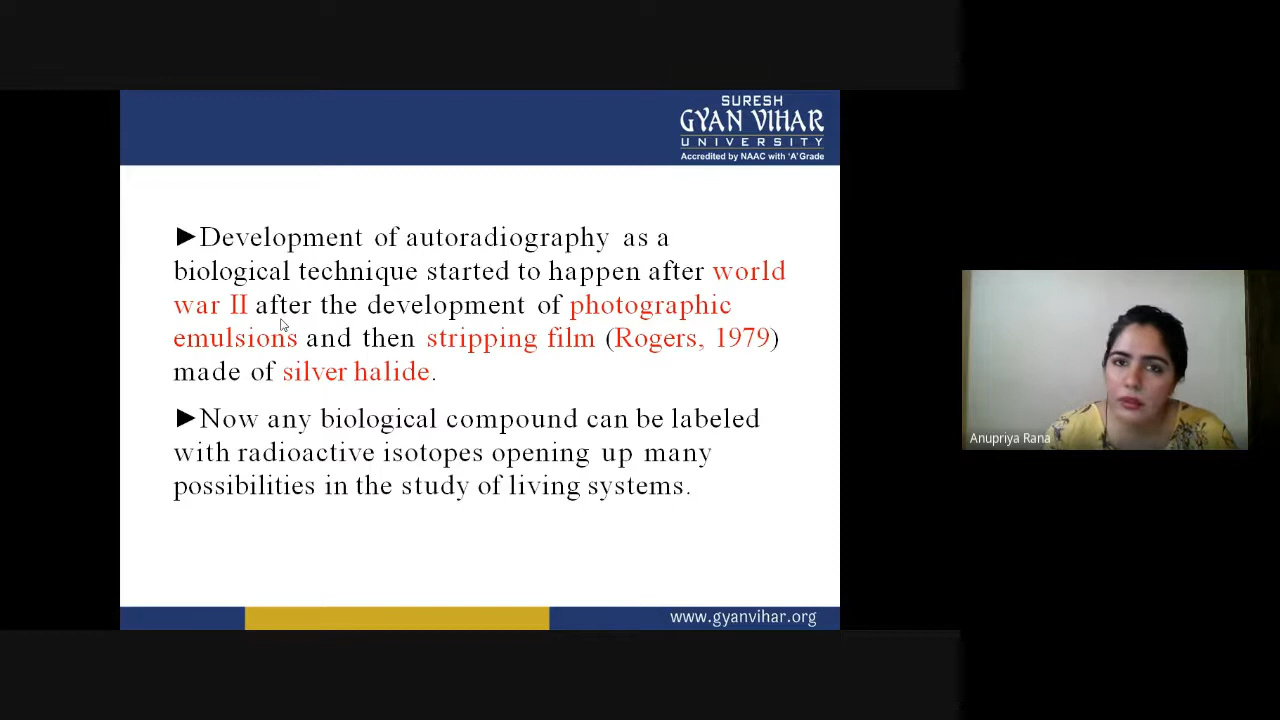 SURESH
GYAN VIHAR
UNIVERSITY
Accredited by NAAC with 'A' Grade
►Development of autoradiography as a
biological technique started to happen after world
war II after the development of photographic
emulsions and then stripping film (Rogers, 1979)
made of silver halide.
►Now any biological compound can be labeled
with radioactive isotopes opening up many
possibilities in the study of living systems.
www.gyanvihar.org
Anupriya Rana